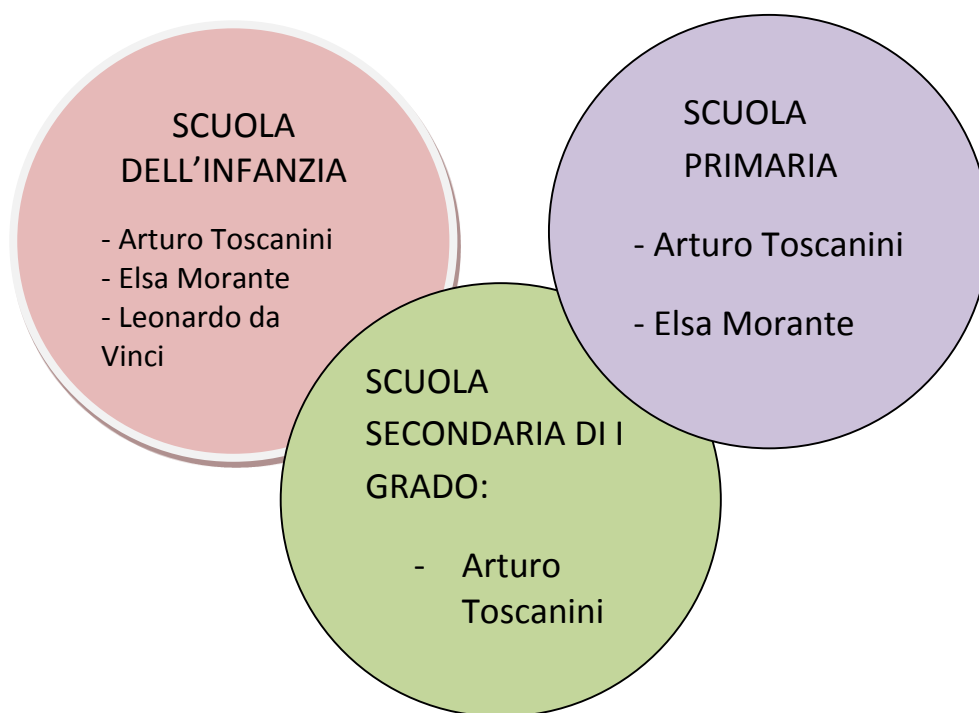 SCUOLA
DELL’INFANZIA
- Arturo Toscanini
- Elsa Morante
- Leonardo da
Vinci
SCUOLA
PRIMARIA
- Arturo Toscanini
- Elsa Morante
SCUOLA
SECONDARIA DI I
GRADO:
- Arturo
Toscanini